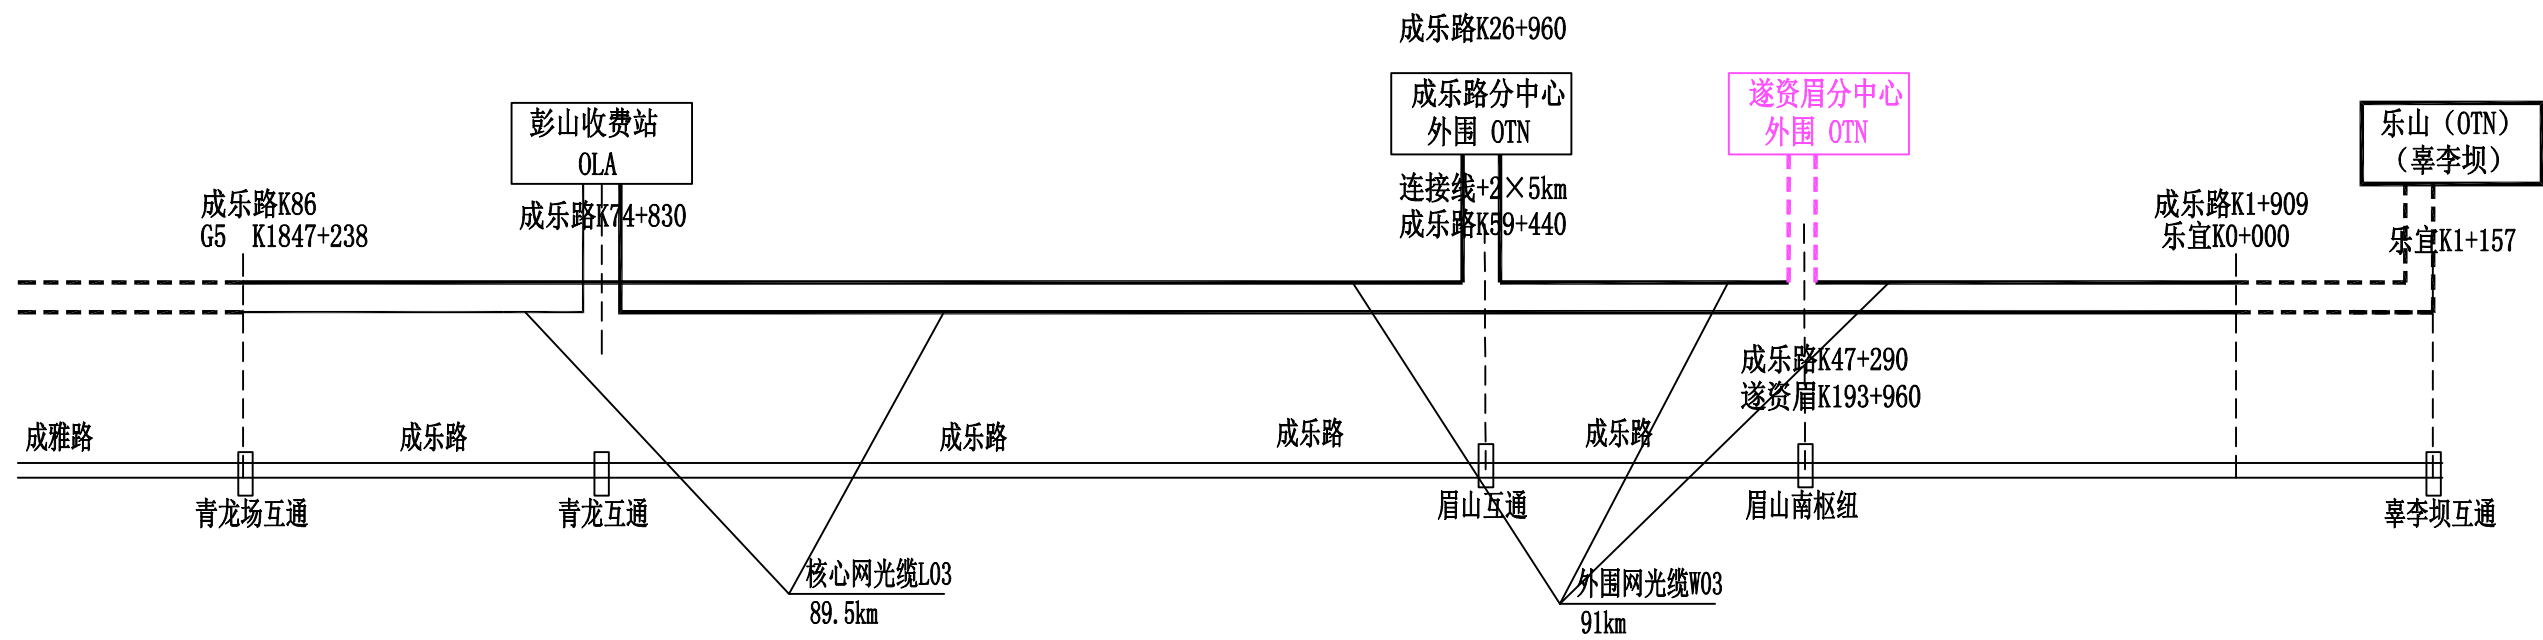 成乐路K26+960
成乐路分中心
外围 OTN
遂资眉分中心
外围 OTN
彭山收费站
OLA
乐山（OTN）
（辜李坝）
成乐路K86
G5 K1847+238
成乐路K74+830
连接线+2×5km
成乐路K59+440
成乐路K1+909
乐宜K0+000
乐宜K1+157
成乐路K47+290
遂资眉K193+960
成雅路
成乐路
成乐路
成乐路
成乐路
青龙场互通
青龙互通
眉山互通
眉山南枢纽
辜李坝互通
核心网光缆L03
89.5km
外围网光缆W03
91km